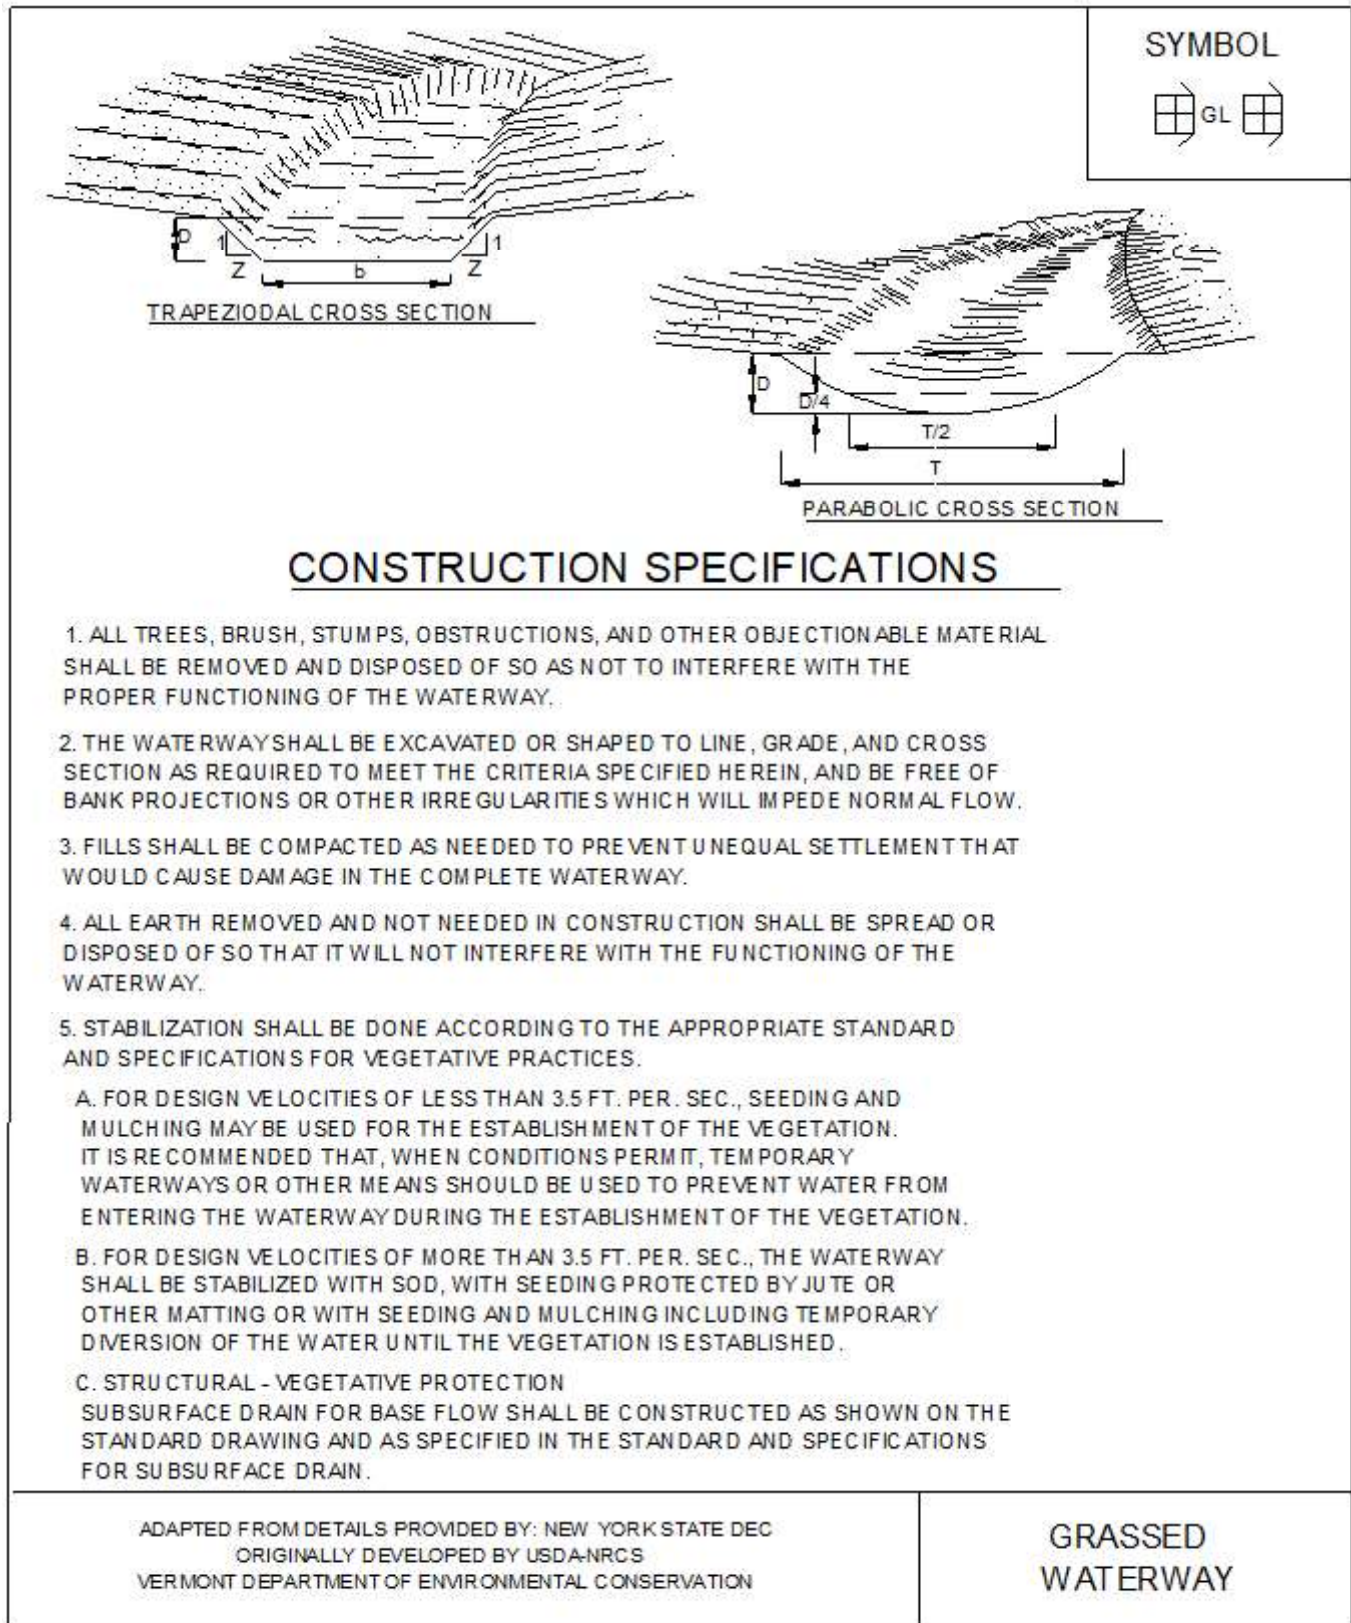 SYMBOL
GL
D
1
Z
b
Z
1
TRAPEZIODAL CROSS SECTION
D
D/4
T/2
T
PARABOLIC CROSS SECTION
CONSTRUCTION SPECIFICATIONS
1. ALL TREES, BRUSH, STUMPS, OBSTRUCTIONS, AND OTHER OBJECTIONABLE MATERIAL
SHALL BE REMOVED AND DISPOSED OF SO AS NOT TO INTERFERE WITH THE
PROPER FUNCTIONING OF THE WATERWAY.
2. THE WATERWAY SHALL BE EXCAVATED OR SHAPED TO LINE, GRADE, AND CROSS
SECTION AS REQUIRED TO MEET THE CRITERIA SPECIFIED HEREIN, AND BE FREE OF
BANK PROJECTIONS OR OTHER IRREGULARITIES WHICH WILL IMPEDE NORMAL FLOW.
3. FILLS SHALL BE COMPACTED AS NEEDED TO PREVENT UNEQUAL SETTLEMENT THAT
WOULD CAUSE DAMAGE IN THE COMPLETE WATERWAY.
4. ALL EARTH REMOVED AND NOT NEEDED IN CONSTRUCTION SHALL BE SPREAD OR
DISPOSED OF SO THAT IT WILL NOT INTERFERE WITH THE FUNCTIONING OF THE
WATERWAY.
5. STABILIZATION SHALL BE DONE ACCORDING TO THE APPROPRIATE STANDARD
AND SPECIFICATIONS FOR VEGETATIVE PRACTICES.
A. FOR DESIGN VELOCITIES OF LESS THAN 3.5 FT. PER. SEC., SEEDING AND
MULCHING MAY BE USED FOR THE ESTABLISHMENT OF THE VEGETATION.
IT IS RECOMMENDED THAT, WHEN CONDITIONS PERMIT, TEMPORARY
WATERWAYS OR OTHER MEANS SHOULD BE USED TO PREVENT WATER FROM
ENTERING THE WATERWAY DURING THE ESTABLISHMENT OF THE VEGETATION.
B. FOR DESIGN VELOCITIES OF MORE THAN 3.5 FT. PER. SEC., THE WATERWAY
SHALL BE STABILIZED WITH SOD, WITH SEEDING PROTECTED BY JUTE OR
OTHER MATTING OR WITH SEEDING AND MULCHING INCLUDING TEMPORARY
DIVERSION OF THE WATER UNTIL THE VEGETATION IS ESTABLISHED.
C. STRUCTURAL - VEGETATIVE PROTECTION
SUBSURFACE DRAIN FOR BASE FLOW SHALL BE CONSTRUCTED AS SHOWN ON THE
STANDARD DRAWING AND AS SPECIFIED IN THE STANDARD AND SPECIFICATIONS
FOR SUBSURFACE DRAIN.
ADAPTED FROM DETAILS PROVIDED BY: NEW YORK STATE DEC
ORIGINALLY DEVELOPED BY USDA-NRCS
VERMONT DEPARTMENT OF ENVIRONMENTAL CONSERVATION
GRASSED
WATERWAY